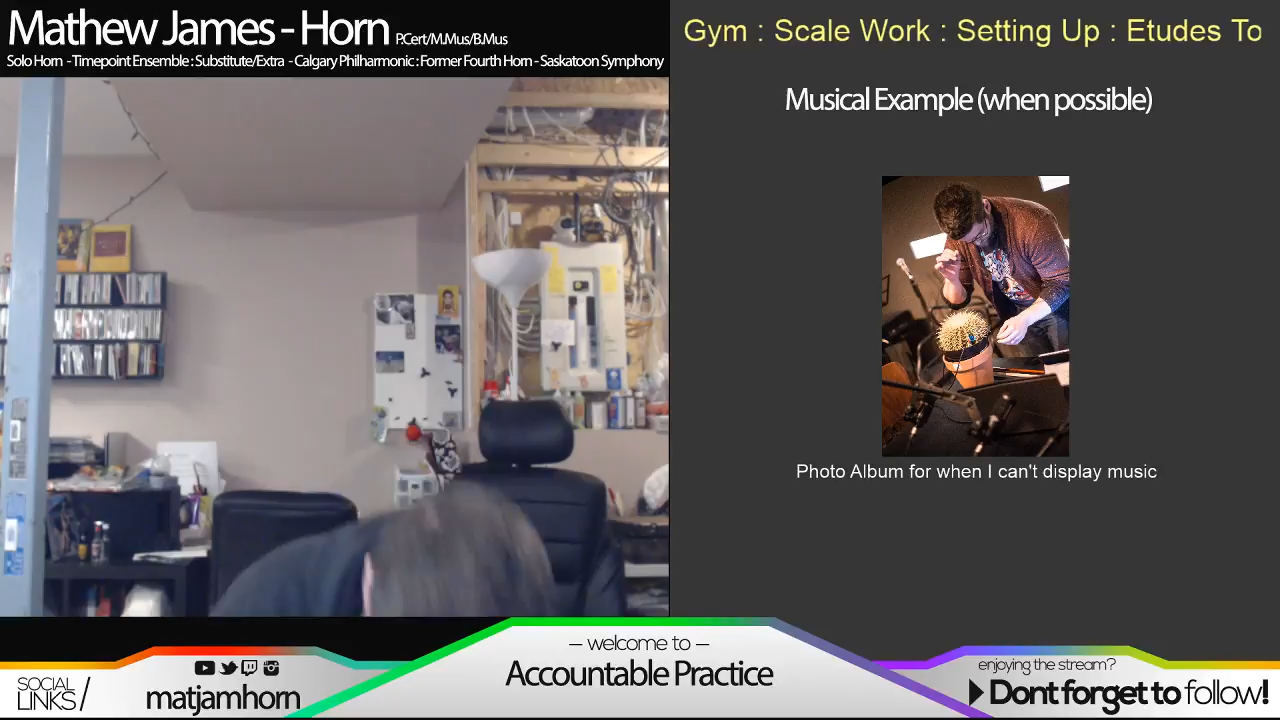 Mathew James - Horn P.Cert/M.Mus/B.Mus
Solo Horn - Timepoint Ensemble : Substitute/Extra - Calgary Philharmonic : Former Fourth Horn - Saskatoon Symphony
Gym : Scale Work : Setting Up : Etudes To
Musical Example (when possible)
Photo Album for when I can't display music
SOCIAL
LINKS /
matjamhorn
– welcome to –
Accountable Practice
enjoying the stream?
Dont forget to follow!